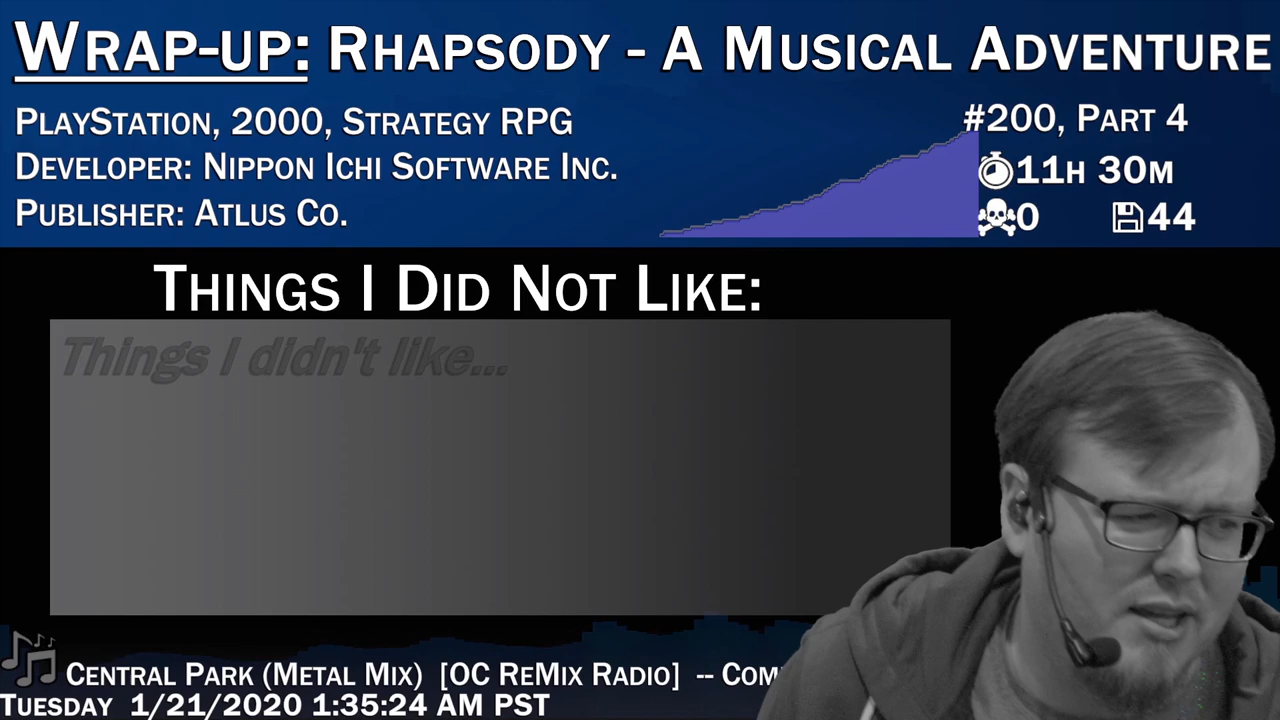 Wrap-up: Rhapsody - A Musical Adventure
PlayStation, 2000, Strategy RPG
#200, Part 4
Developer: Nippon Ichi Software Inc.
11h 30m
Publisher: Atlus Co.
0
44
Things I Did Not Like:
Things I didn't like...
Central Park (Metal Mix) [OC ReMix Radio] -- Com
Tuesday 1/21/2020 1:35:24 AM PST